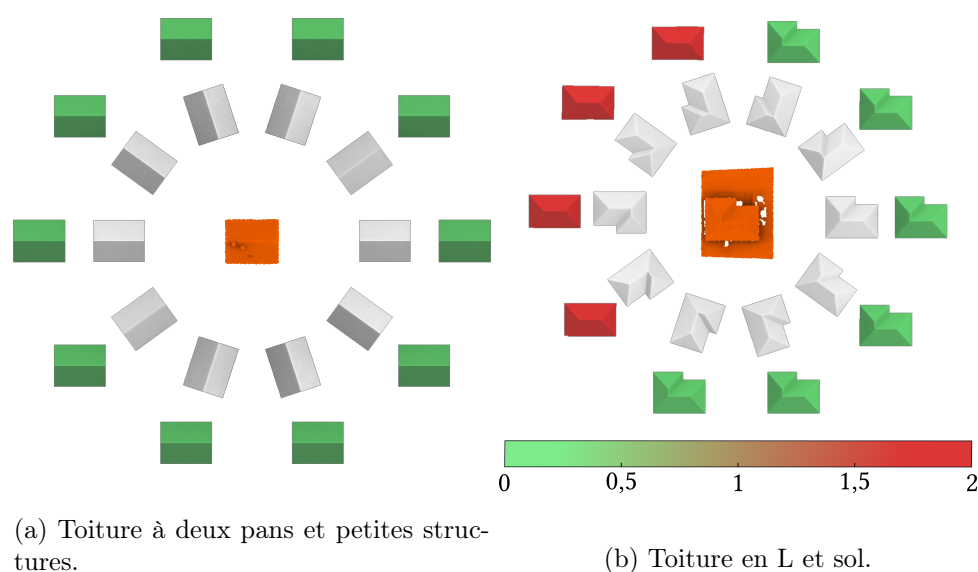 0 0,5 1 1,5 2
(a) Toiture à deux pans et petites struc-
tures.
(b) Toiture en L et sol.